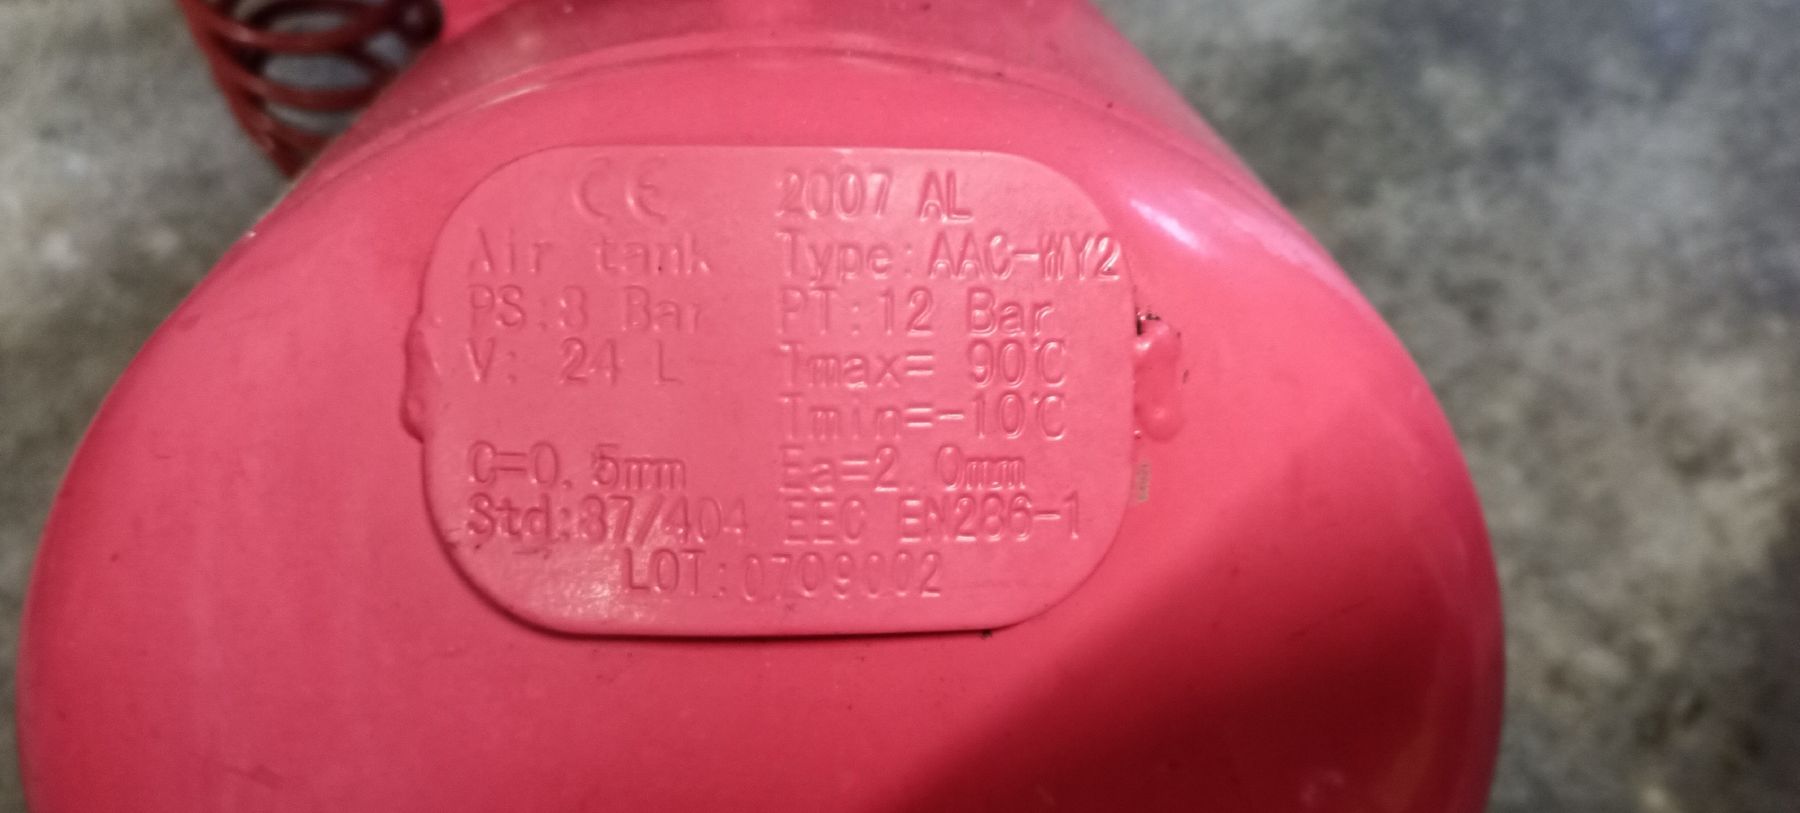 CE 2007 AL
Air tank Type: AAC-WY2
PS:8 Bar PT:12 Bar
V: 24 L Tmax= 90℃
Tmin=-10℃
C=0.5mm Ea=2.0mm
Std:87/404 EEC EN286-1
LOT:0709002